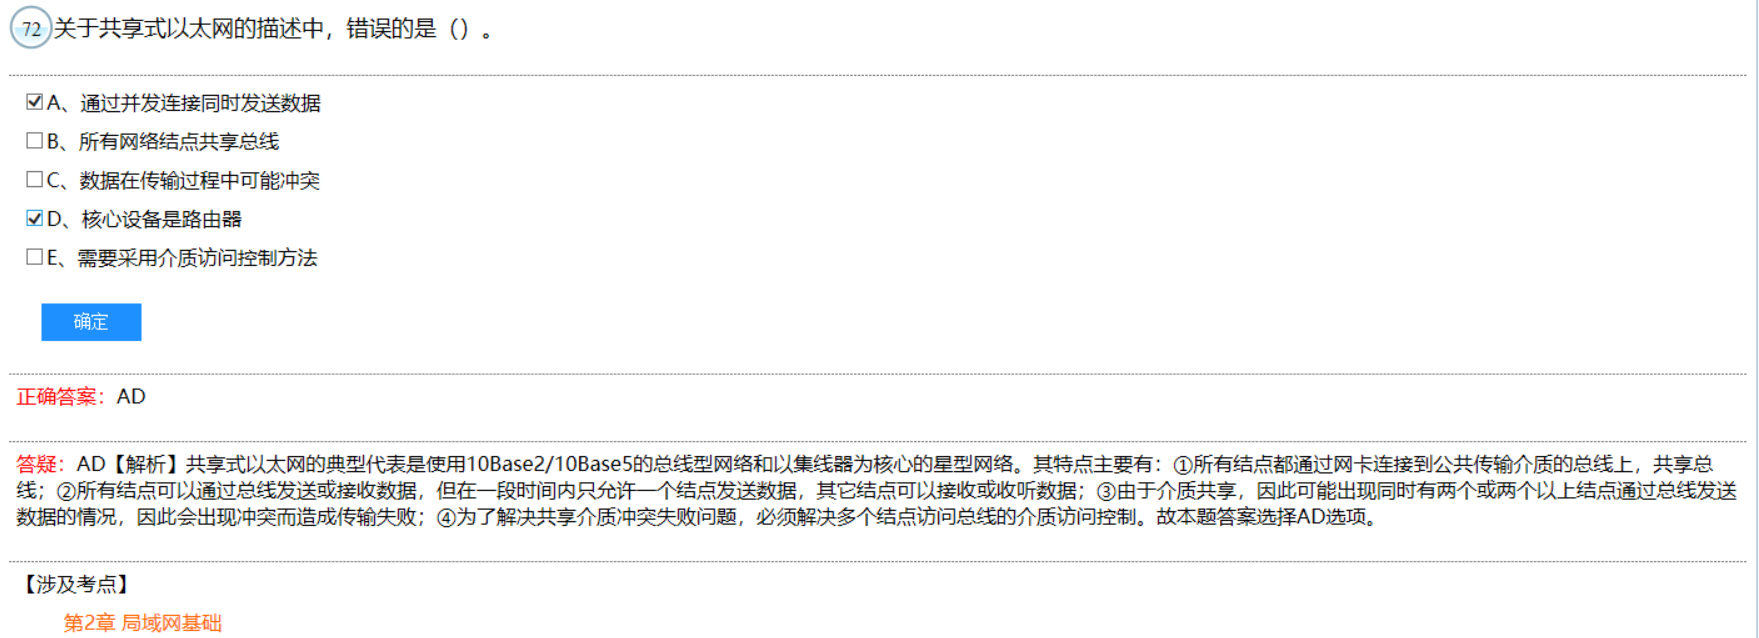 72 关于共享式以太网的描述中，错误的是（）。
A、通过并发连接同时发送数据
B、所有网络结点共享总线
C、数据在传输过程中可能冲突
D、核心设备是路由器
E、需要采用介质访问控制方法
确定
正确答案：AD
答疑：AD【解析】共享式以太网的典型代表是使用10Base2/10Base5的总线型网络和以集线器为核心的星型网络。其特点主要有：①所有结点都通过网卡连接到公共传输介质的总线上，共享总
线；②所有结点可以通过总线发送或接收数据，但在一段时间内只允许一个结点发送数据，其它结点可以接收或收听数据；③由于介质共享，因此可能出现同时有两个或两个以上结点通过总线发送
数据的情况，因此会出现冲突而造成传输失败；④为了解决共享介质冲突失败问题，必须解决多个结点访问总线的介质访问控制。故本题答案选择AD选项。
【涉及考点】
第2章 局域网基础